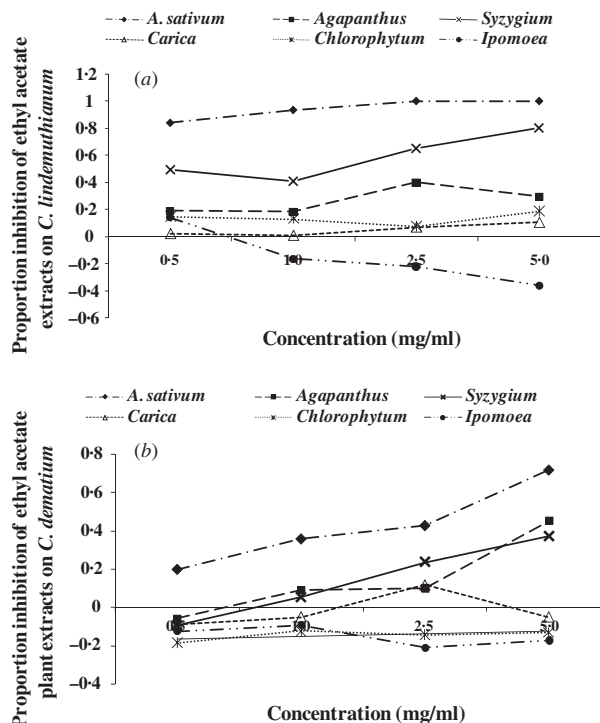 A. sativum Agapanthus Syzygium
Carica Chlorophytum Ipomoea
(a)
Proportion inhibition of ethyl acetate
extracts on C. lindemuthianum
1·2
1
0·8
0·6
0·4
0·2
0
–0·2
–0·4
–0·6
0·5 1·0 2·5 5·0
Concentration (mg/ml)
A. sativum Agapanthus Syzygium
Carica Chlorophytum Ipomoea
(b)
Proportion inhibition of ethyl acetate
plant extracts on C. dematium
0·8
0·6
0·4
0·2
0
–0·2
–0·4
0·5 1·0 2·5 5·0
Concentration (mg/ml)